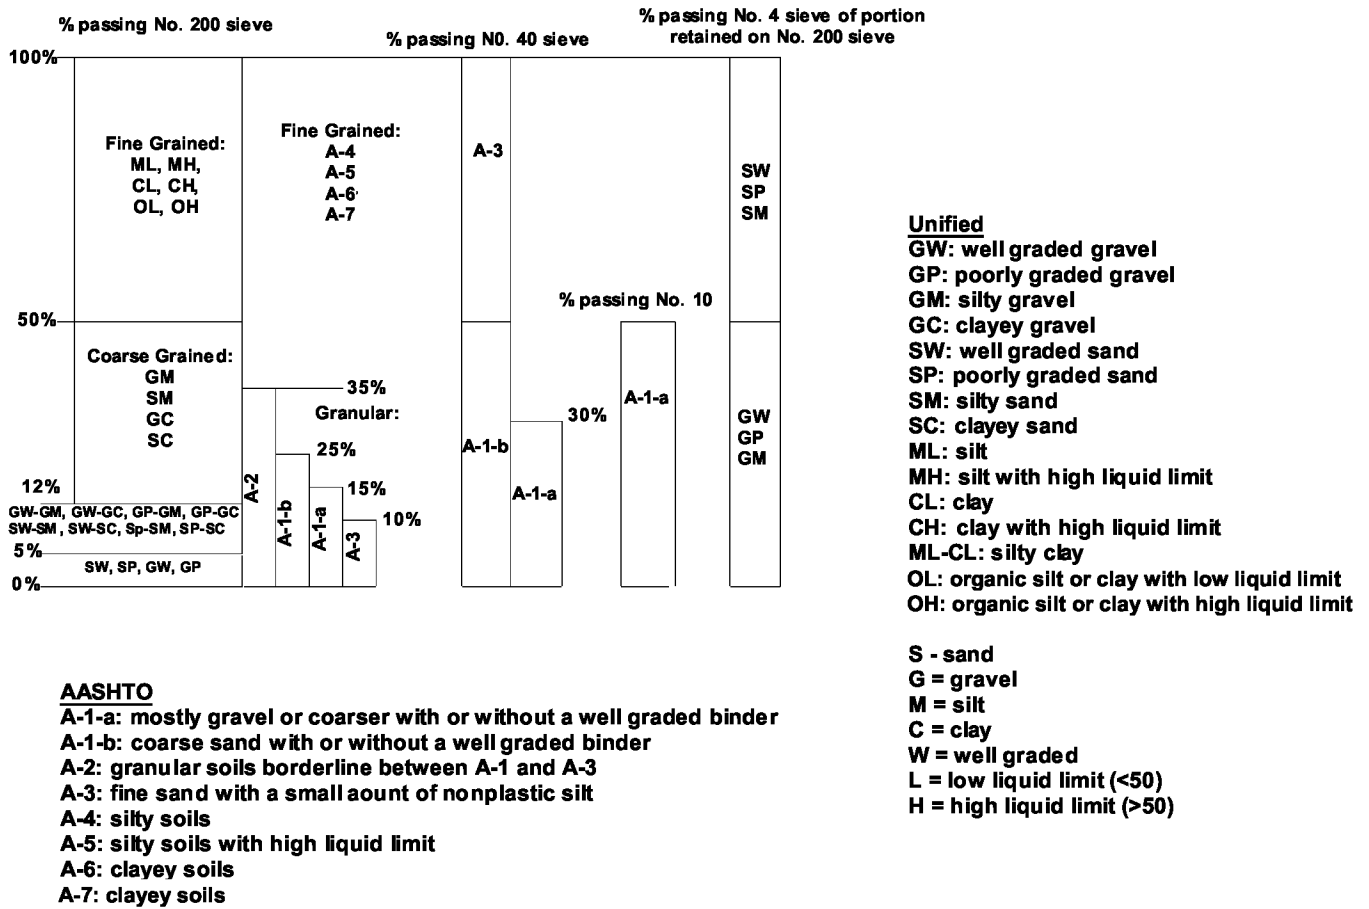 % passing No. 200 sieve
% passing N0. 40 sieve
% passing No. 4 sieve of portion
retained on No. 200 sieve
100%
Fine Grained:
ML, MH,
CL, CH,
OL, OH
Fine Grained:
A-4
A-5
A-6
A-7
A-3
SW
SP
SM
% passing No. 10
50%
Coarse Grained:
GM
SM
GC
SC
35%
Granular:
25%
15%
10%
A-2
A-1-b
A-1-a
A-3
A-1-b
30%
A-1-a
A-1-a
GW
GP
GM
12%
GW-GM, GW-GC, GP-GM, GP-GC
SW-SM, SW-SC, Sp-SM, SP-SC
5%
SW, SP, GW, GP
0%
Unified
GW: well graded gravel
GP: poorly graded gravel
GM: silty gravel
GC: clayey gravel
SW: well graded sand
SP: poorly graded sand
SM: silty sand
SC: clayey sand
ML: silt
MH: silt with high liquid limit
CL: clay
CH: clay with high liquid limit
ML-CL: silty clay
OL: organic silt or clay with low liquid limit
OH: organic silt or clay with high liquid limit
S - sand
G = gravel
M = silt
C = clay
W = well graded
L = low liquid limit (<50)
H = high liquid limit (>50)
AASHTO
A-1-a: mostly gravel or coarser with or without a well graded binder
A-1-b: coarse sand with or without a well graded binder
A-2: granular soils borderline between A-1 and A-3
A-3: fine sand with a small aount of nonplastic silt
A-4: silty soils
A-5: silty soils with high liquid limit
A-6: clayey soils
A-7: clayey soils